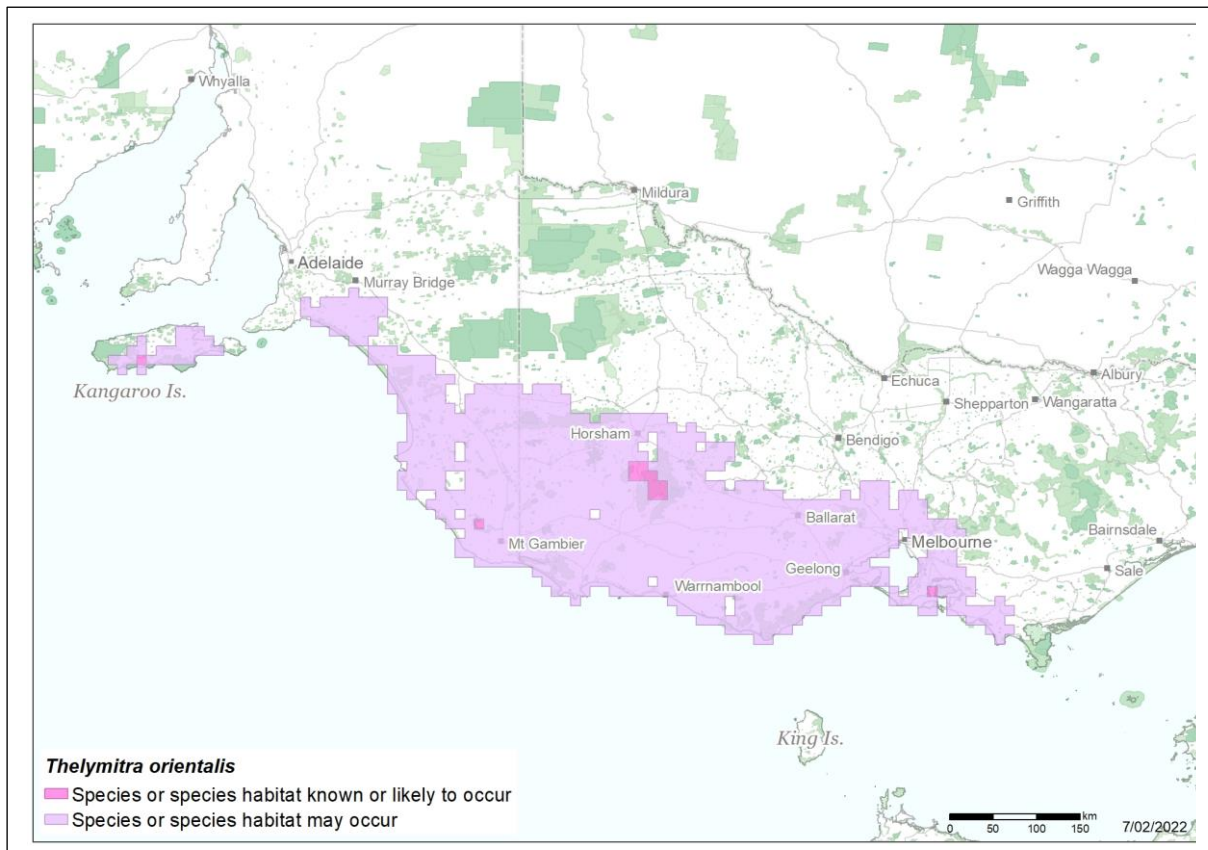 Whyalla
Mildura
Griffith
Adelaide
Murray Bridge
Wagga Wagga
Kangaroo Is.
Echuca
Albury
Shepparton
Wangaratta
Horsham
Bendigo
Ballarat
Mt Gambier
Melbourne
Bairnsdale
Geelong
Sale
Warrnambool
King Is.
Thelymitra orientalis
Species or species habitat known or likely to occur
Species or species habitat may occur
km
0 50 100 150
7/02/2022